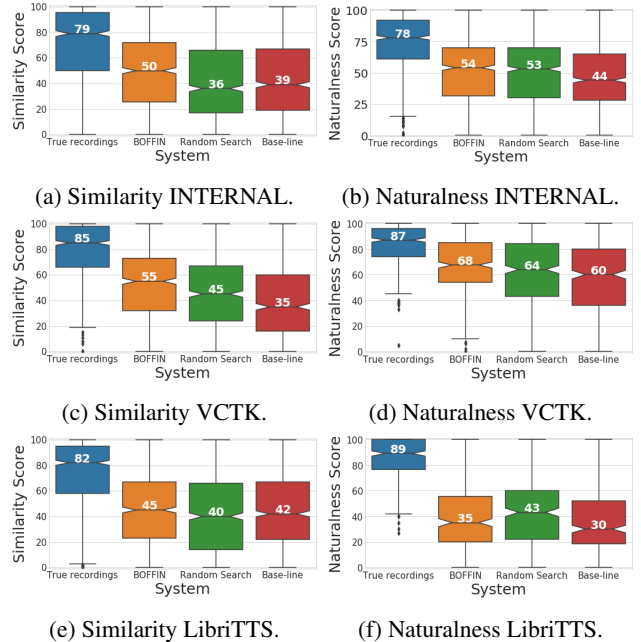 Similarity Score
100
80
60
40
20
0
79
50
36
39
True recordings BOFFIN Random Search Base-line
System
(a) Similarity INTERNAL.
Naturalness Score
100
75
50
25
0
78
54
53
44
True recordings BOFFIN Random Search Base-line
System
(b) Naturalness INTERNAL.
Similarity Score
100
80
60
40
20
0
85
55
45
35
True recordings BOFFIN Random Search Base-line
System
(c) Similarity VCTK.
Naturalness Score
100
80
60
40
20
0
87
68
64
60
True recordings BOFFIN Random Search Base-line
System
(d) Naturalness VCTK.
Similarity Score
100
80
60
40
20
0
82
45
40
42
True recordings BOFFIN Random Search Base-line
System
(e) Similarity LibriTTS.
Naturalness Score
100
80
60
40
20
0
89
35
43
30
True recordings BOFFIN Random Search Base-line
System
(f) Naturalness LibriTTS.